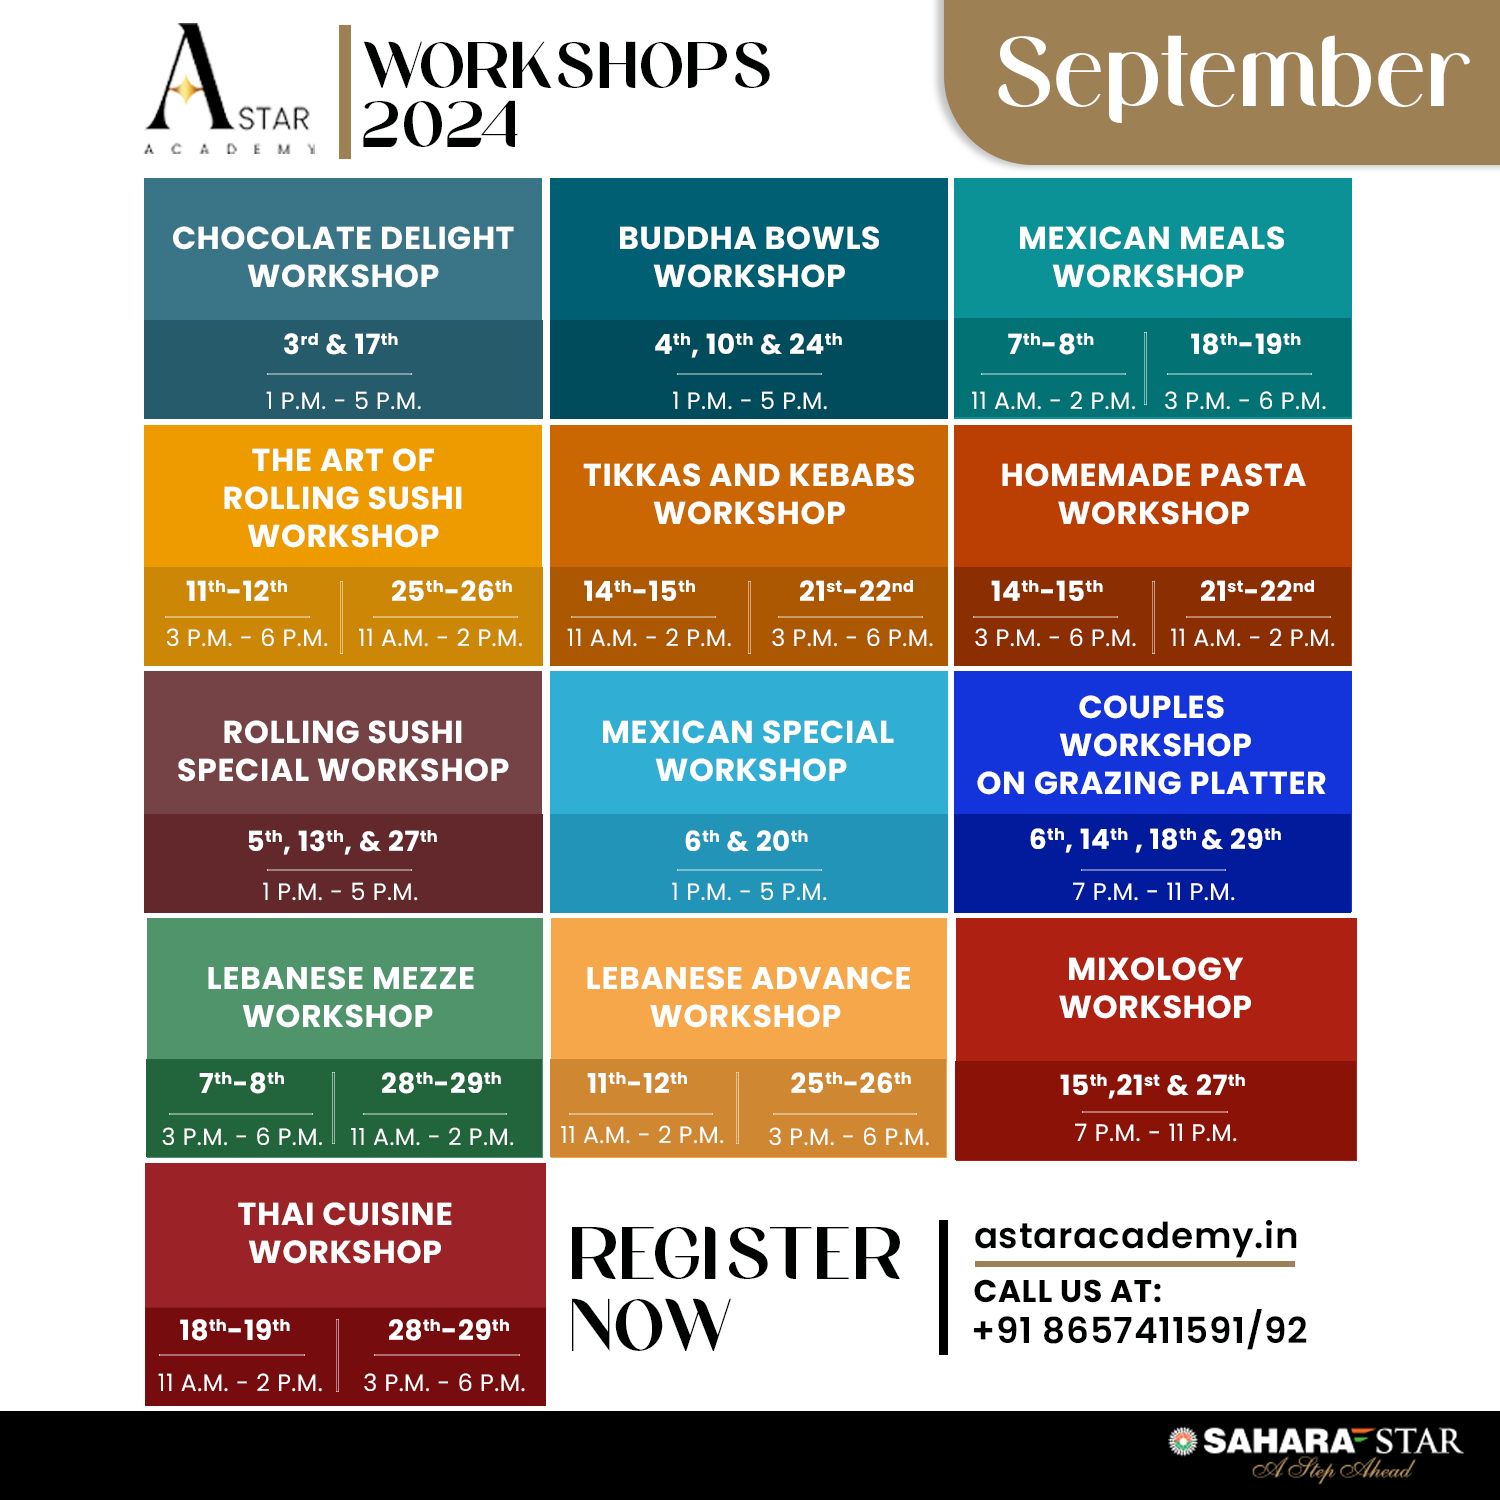 A STAR
ACADEMY
WORKSHOPS
2024
September
CHOCOLATE DELIGHT
WORKSHOP
3rd & 17th
1 P.M. - 5 P.M.
BUDDHA BOWLS
WORKSHOP
4th, 10th & 24th
1 P.M. - 5 P.M.
MEXICAN MEALS
WORKSHOP
7th-8th
11 A.M. - 2 P.M.
18th-19th
3 P.M. - 6 P.M.
THE ART OF
ROLLING SUSHI
WORKSHOP
11th-12th
3 P.M. - 6 P.M.
25th-26th
11 A.M. - 2 P.M.
TIKKAS AND KEBABS
WORKSHOP
14th-15th
11 A.M. - 2 P.M.
21st-22nd
3 P.M. - 6 P.M.
HOMEMADE PASTA
WORKSHOP
14th-15th
3 P.M. - 6 P.M.
21st-22nd
11 A.M. - 2 P.M.
ROLLING SUSHI
SPECIAL WORKSHOP
5th, 13th, & 27th
1 P.M. - 5 P.M.
MEXICAN SPECIAL
WORKSHOP
6th & 20th
1 P.M. - 5 P.M.
COUPLES
WORKSHOP
ON GRAZING PLATTER
6th, 14th , 18th & 29th
7 P.M. - 11 P.M.
LEBANESE MEZZE
WORKSHOP
7th-8th
3 P.M. - 6 P.M.
28th-29th
11 A.M. - 2 P.M.
LEBANESE ADVANCE
WORKSHOP
11th-12th
11 A.M. - 2 P.M.
25th-26th
3 P.M. - 6 P.M.
MIXOLOGY
WORKSHOP
15th,21st & 27th
7 P.M. - 11 P.M.
THAI CUISINE
WORKSHOP
18th-19th
11 A.M. - 2 P.M.
28th-29th
3 P.M. - 6 P.M.
REGISTER
NOW
astaracademy.in
CALL US AT:
+91 8657411591/92
SAHARA STAR
A Step Ahead